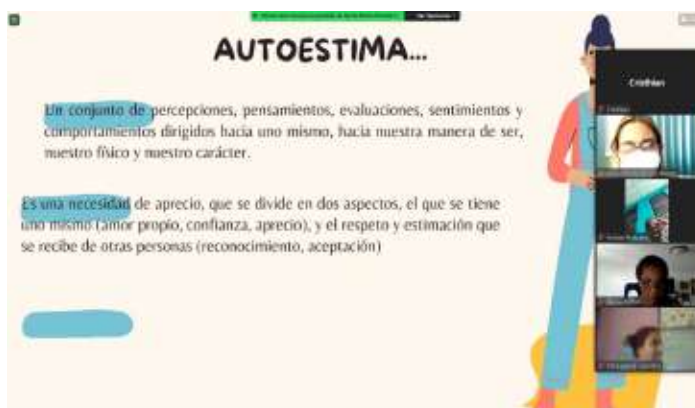 AUTOESTIMA...
Un conjunto de percepciones, pensamientos, evaluaciones, sentimientos y
comportamientos dirigidos hacia uno mismo, hacia nuestra manera de ser,
nuestro físico y nuestro carácter.
Es una necesidad de aprecio, que se divide en dos aspectos, el que se tiene
uno mismo (amor propio, confianza, aprecio), y el respeto y estimación que
se recibe de otras personas (reconocimiento, aceptación)
Cristhian